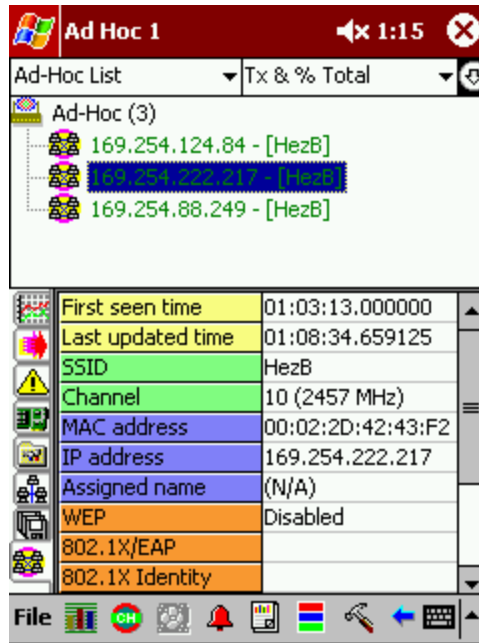 Ad Hoc 1 1:15
Ad-Hoc List Tx & % Total
Ad-Hoc (3)
169.254.124.84 - [HezB]
169.254.222.217 - [HezB]
169.254.88.249 - [HezB]
First seen time 01:03:13.000000
Last updated time 01:08:34.659125
SSID HezB
Channel 10 (2457 MHz)
MAC address 00:02:2D:42:43:F2
IP address 169.254.222.217
Assigned name (N/A)
WEP Disabled
802.1X/EAP
802.1X Identity
File CH